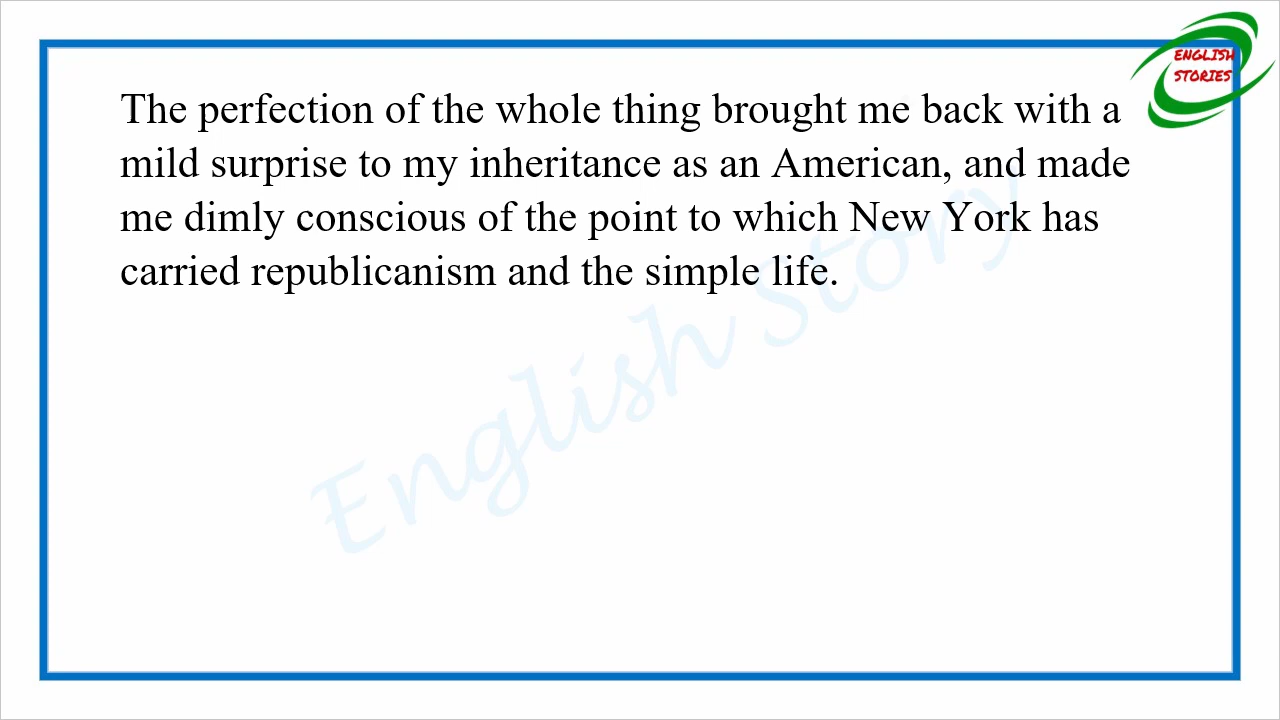 ENGLISH
STORIES
The perfection of the whole thing brought me back with a
mild surprise to my inheritance as an American, and made
me dimly conscious of the point to which New York has
carried republicanism and the simple life.
English Story